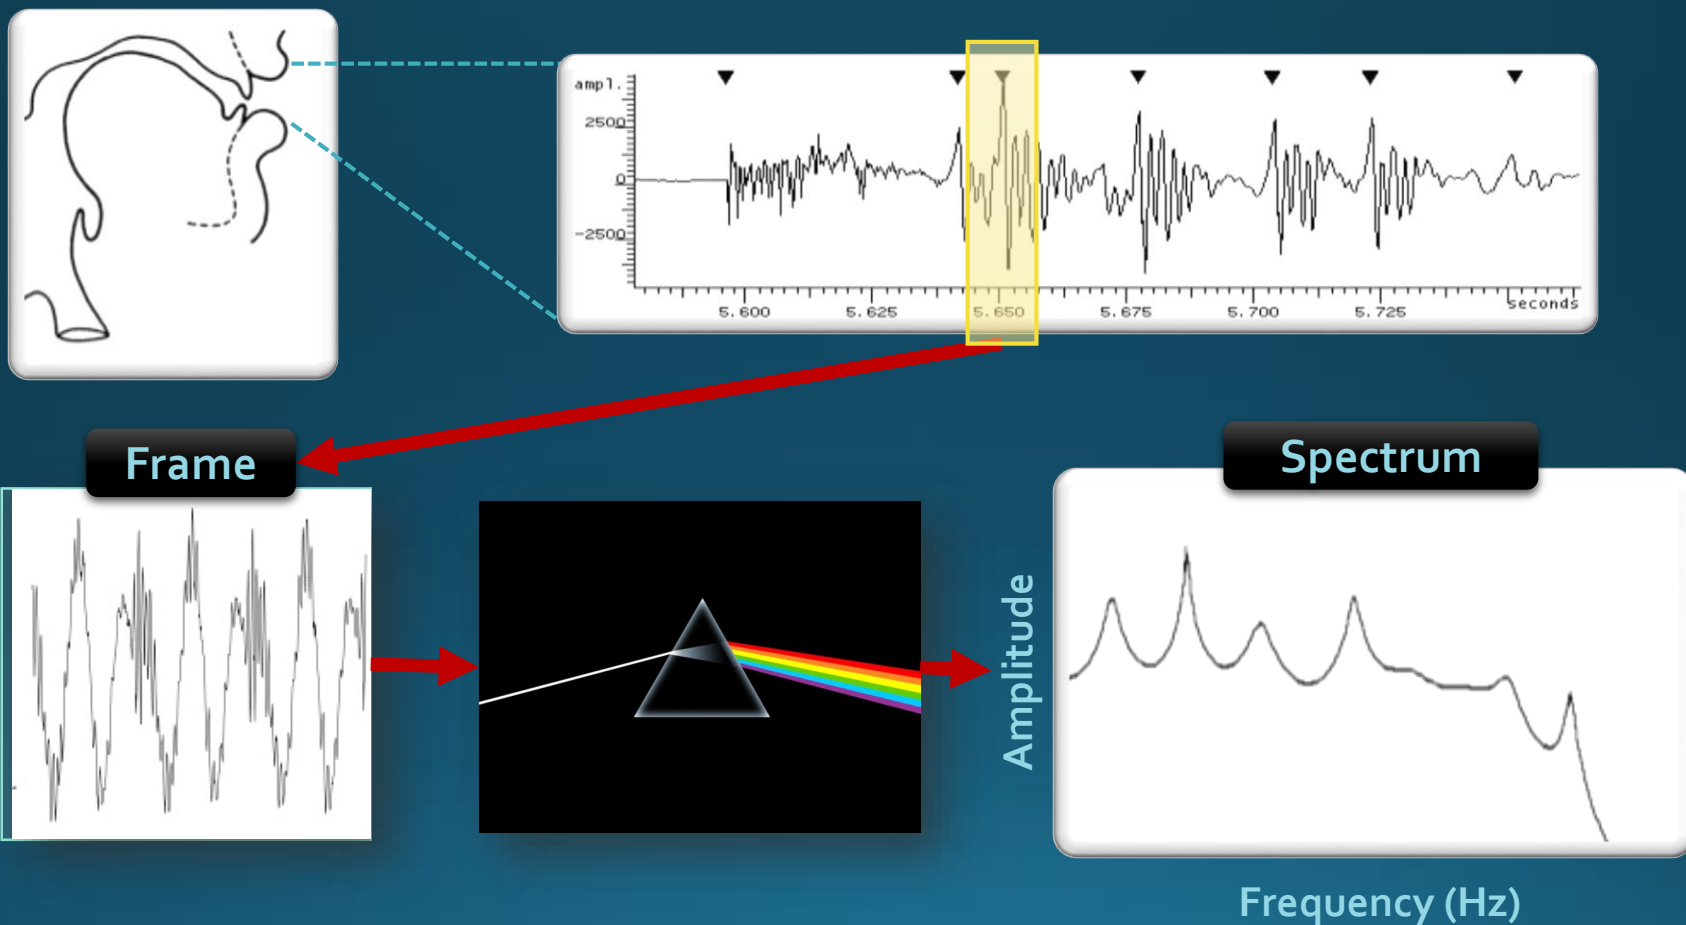 ampl.
2500
0
-2500
5.600 5.625 5.650 5.675 5.700 5.725
seconds
Frame
Spectrum
Amplitude
Frequency (Hz)